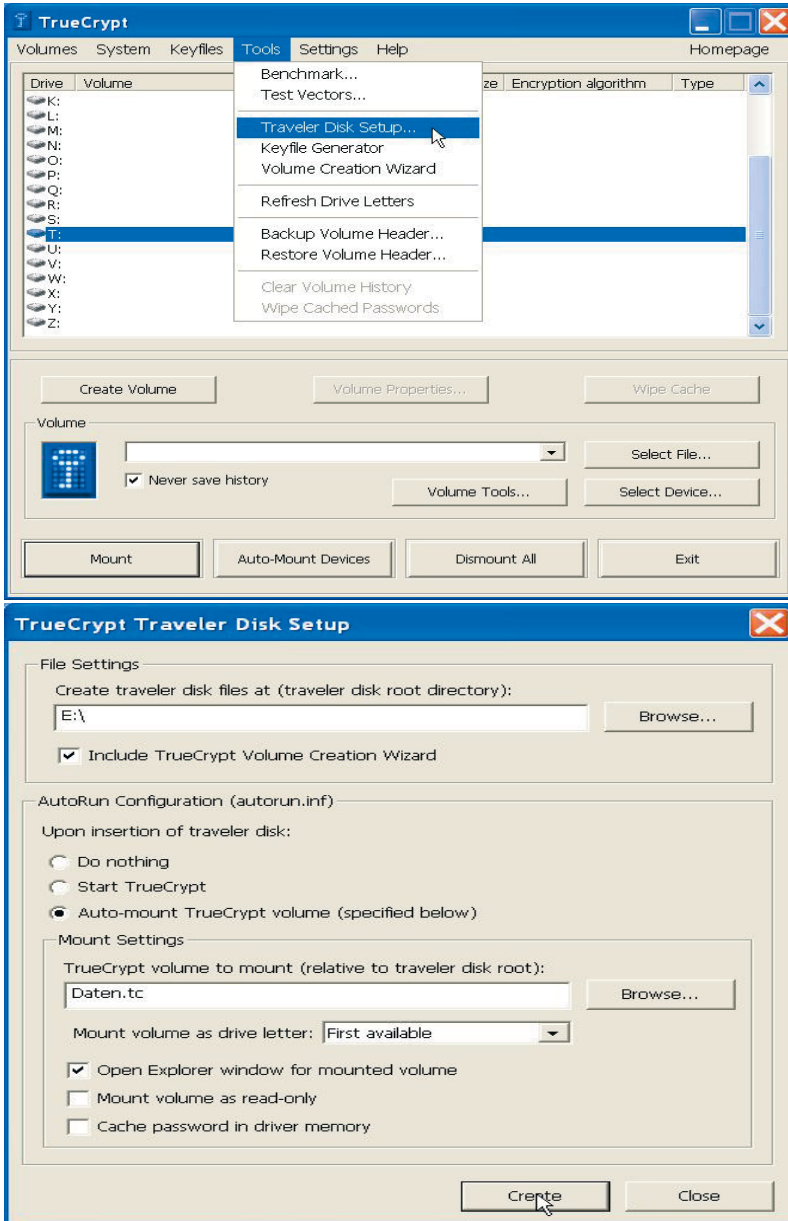 TrueCrypt
Volumes System Keyfiles Tools Settings Help Homepage
Drive Volume ze Encryption algorithm Type
Benchmark...
Test Vectors...
Traveler Disk Setup...
Keyfile Generator
Volume Creation Wizard
Refresh Drive Letters
Backup Volume Header...
Restore Volume Header...
Clear Volume History
Wipe Cached Passwords
K:
L:
M:
N:
O:
P:
Q:
R:
S:
T:
U:
V:
W:
X:
Y:
Z:
Create Volume Volume Properties... Wipe Cache
Volume
Select File...
Never save history
Volume Tools... Select Device...
Mount Auto-Mount Devices Dismount All Exit
TrueCrypt Traveler Disk Setup
File Settings
Create traveler disk files at (traveler disk root directory):
E:\ Browse...
Include TrueCrypt Volume Creation Wizard
AutoRun Configuration (autorun.inf)
Upon insertion of traveler disk:
Do nothing
Start TrueCrypt
Auto-mount TrueCrypt volume (specified below)
Mount Settings
TrueCrypt volume to mount (relative to traveler disk root):
Daten.tc Browse...
Mount volume as drive letter: First available
Open Explorer window for mounted volume
Mount volume as read-only
Cache password in driver memory
Create Close